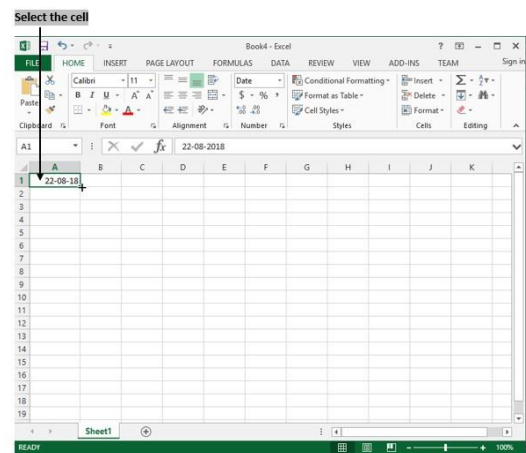 Select the cell
Book4 - Excel
FILE HOME INSERT PAGE LAYOUT FORMULAS DATA REVIEW VIEW ADD-INS TEAM Sign in
Calibri 11 Date Conditional Formatting Insert
Paste B I U $ % Format as Table Delete
Cell Styles Format
Clipboard Font Alignment Number Styles Cells Editing
A1 fx 22-08-2018
A B C D E F G H I J K
1 22-08-18
2
3
4
5
6
7
8
9
10
11
12
13
14
15
16
17
18
19
Sheet1
READY 100%